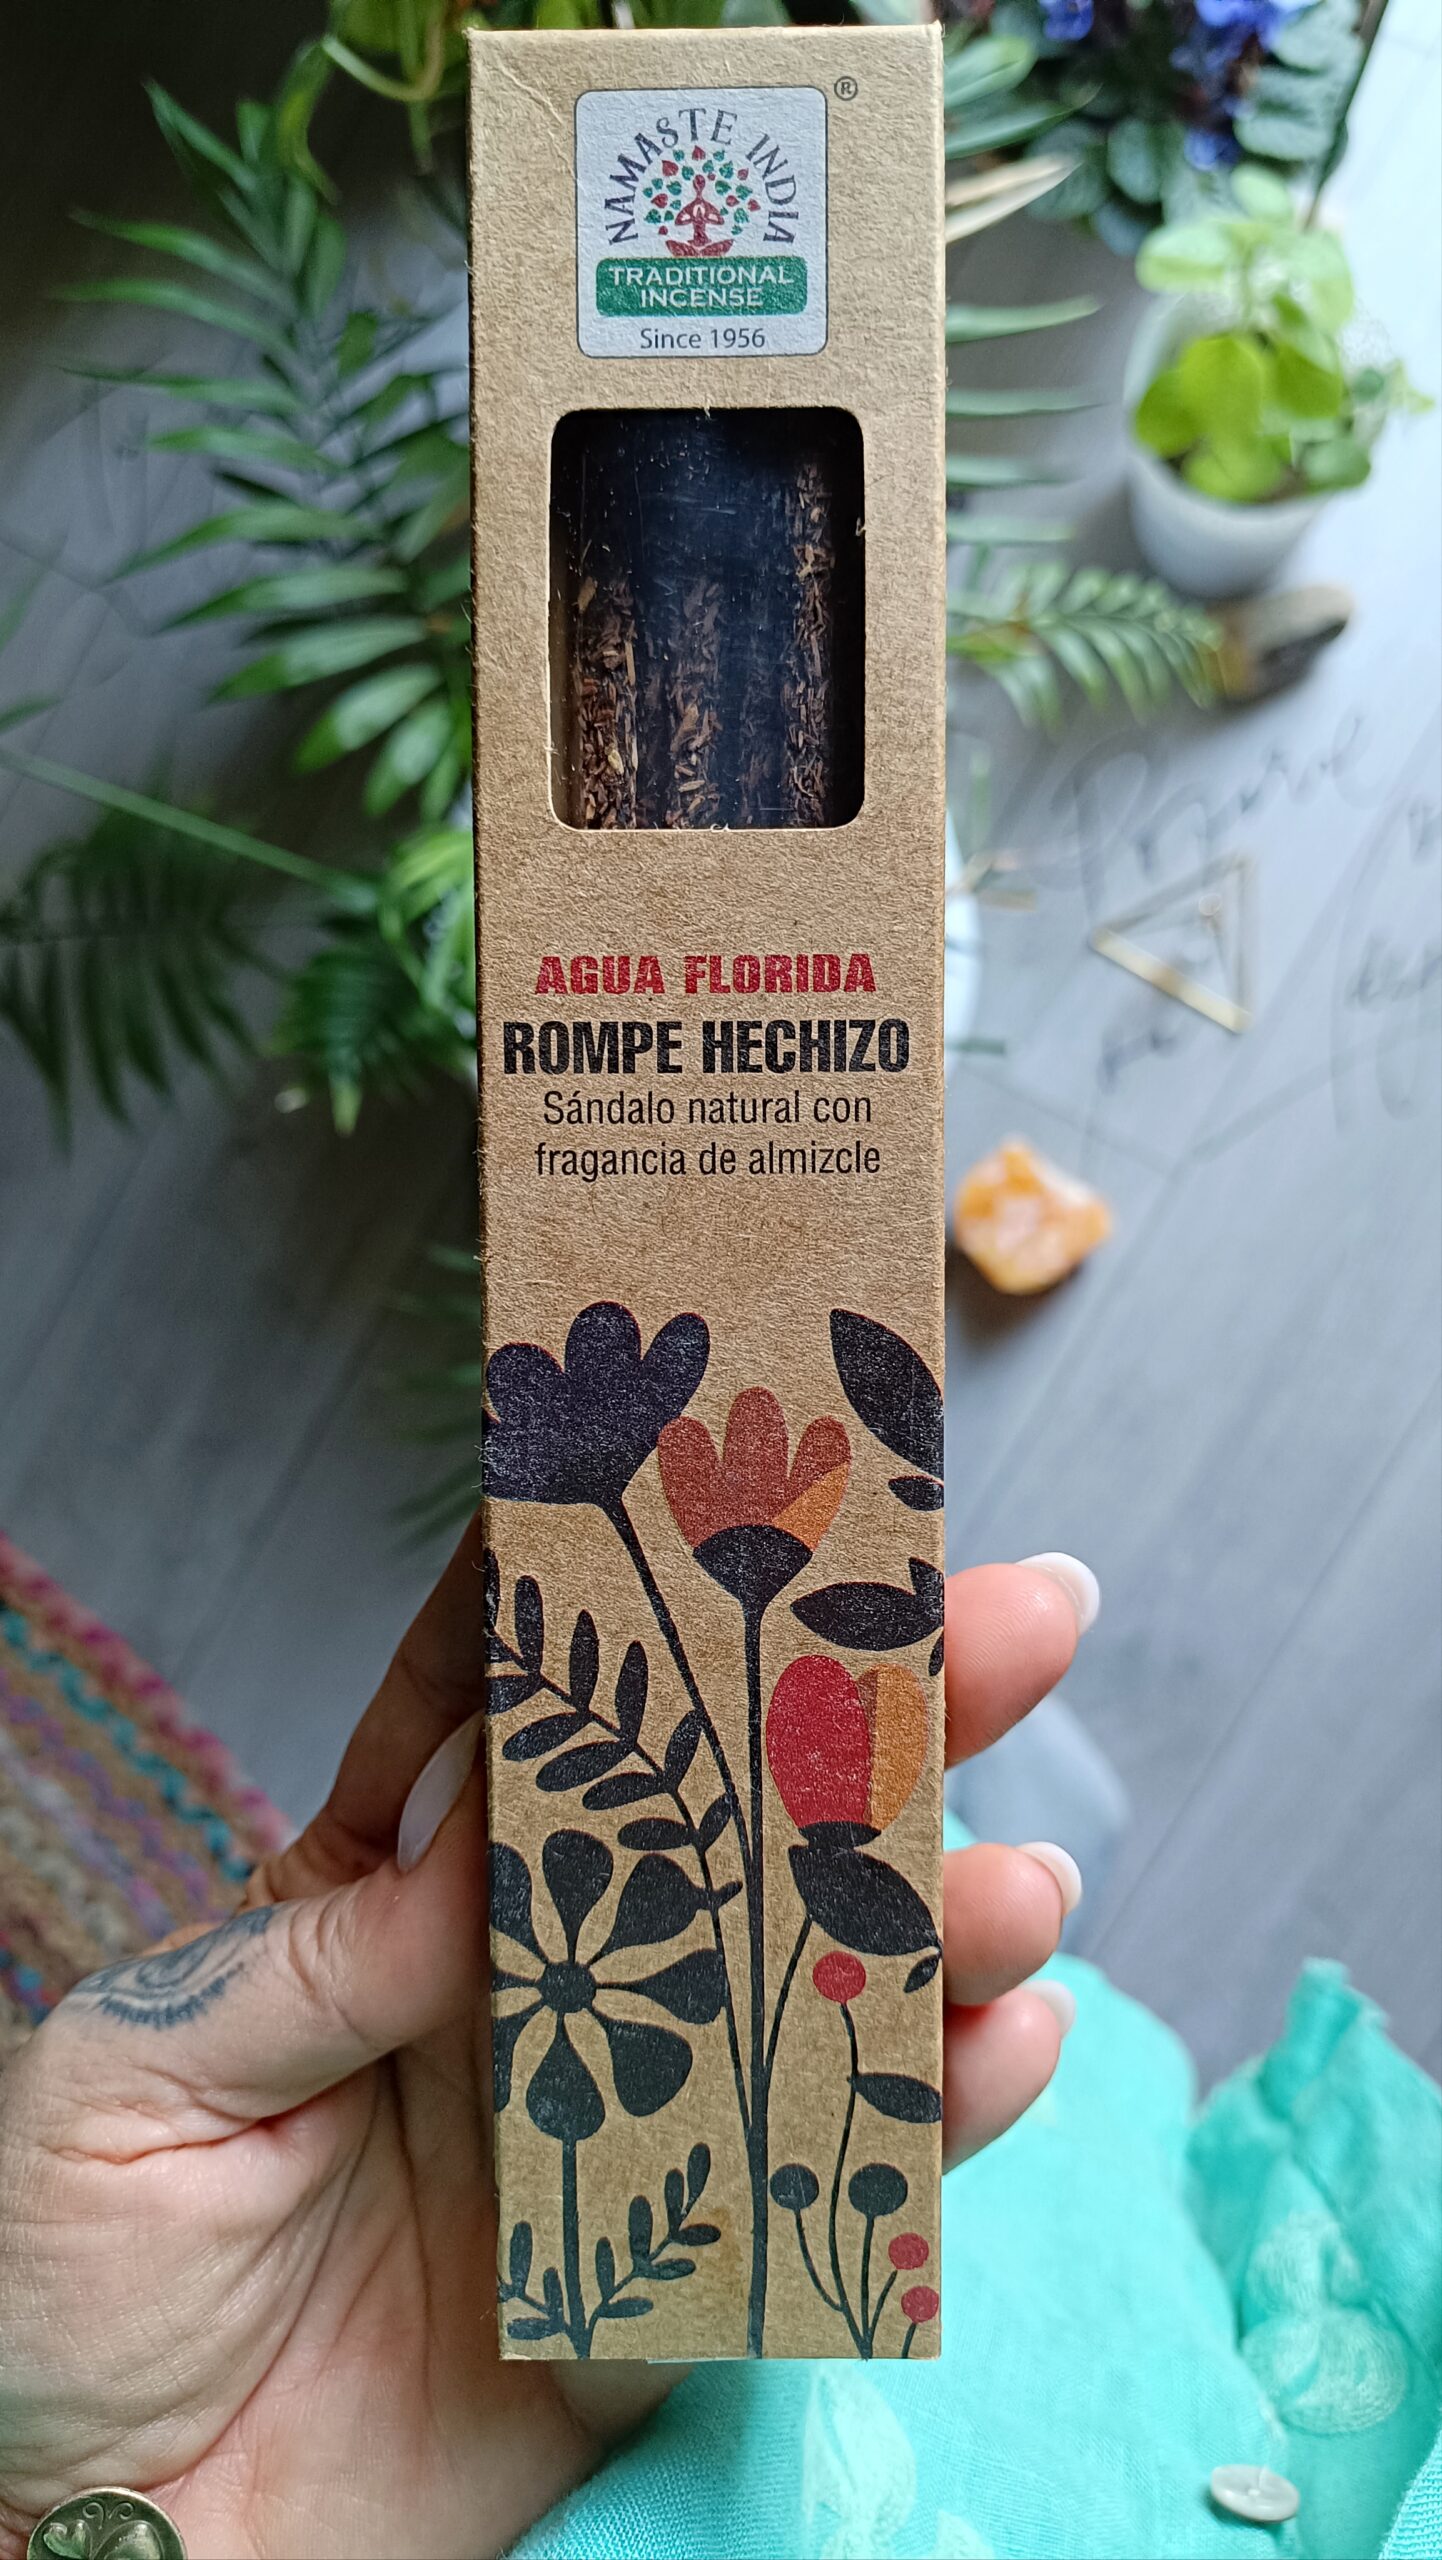 ®
NAMASTE INDIA
TRADITIONAL
INCENSE
Since 1956
AGUA FLORIDA
ROMPE HECHIZO
Sándalo natural con
fragancia de almizcle